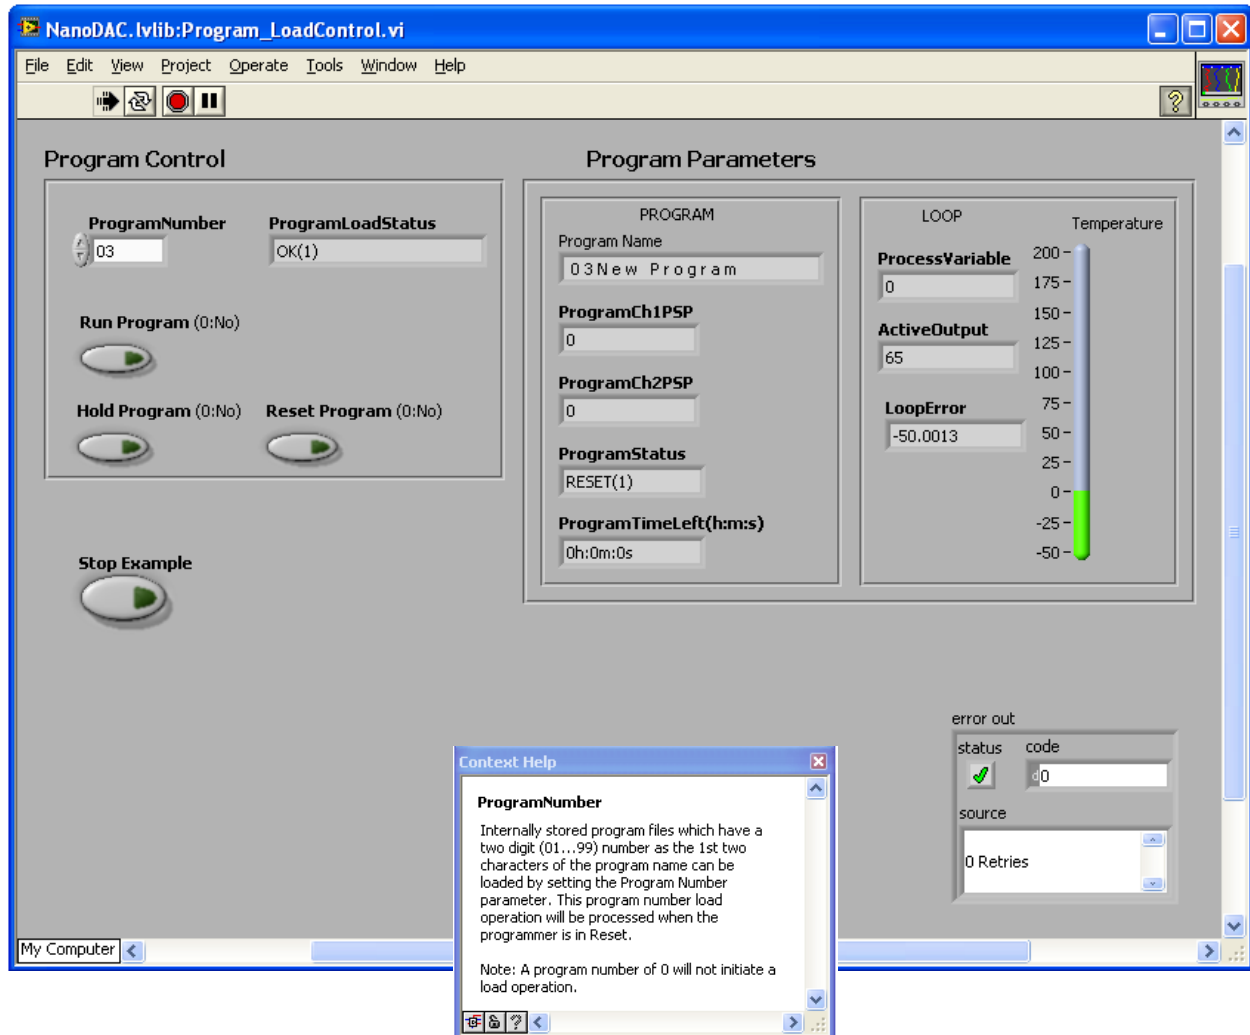 NanoDAC.lvlib:Program_LoadControl.vi
File Edit View Project Operate Tools Window Help
Program Control
ProgramNumber
03
ProgramLoadStatus
OK(1)
Run Program (0:No)
Hold Program (0:No)
Reset Program (0:No)
Stop Example
Program Parameters
PROGRAM
Program Name
03New Program
ProgramCh1PSP
0
ProgramCh2PSP
0
ProgramStatus
RESET(1)
ProgramTimeLeft(h:m:s)
0h:0m:0s
LOOP
ProcessVariable
0
ActiveOutput
65
LoopError
-50.0013
Temperature
200
175
150
125
100
75
50
25
0
-25
-50
error out
status
code
d0
source
0 Retries
Context Help
ProgramNumber
Internally stored program files which have a
two digit (01...99) number as the 1st two
characters of the program name can be
loaded by setting the Program Number
parameter. This program number load
operation will be processed when the
programmer is in Reset.
Note: A program number of 0 will not initiate a
load operation.
My Computer